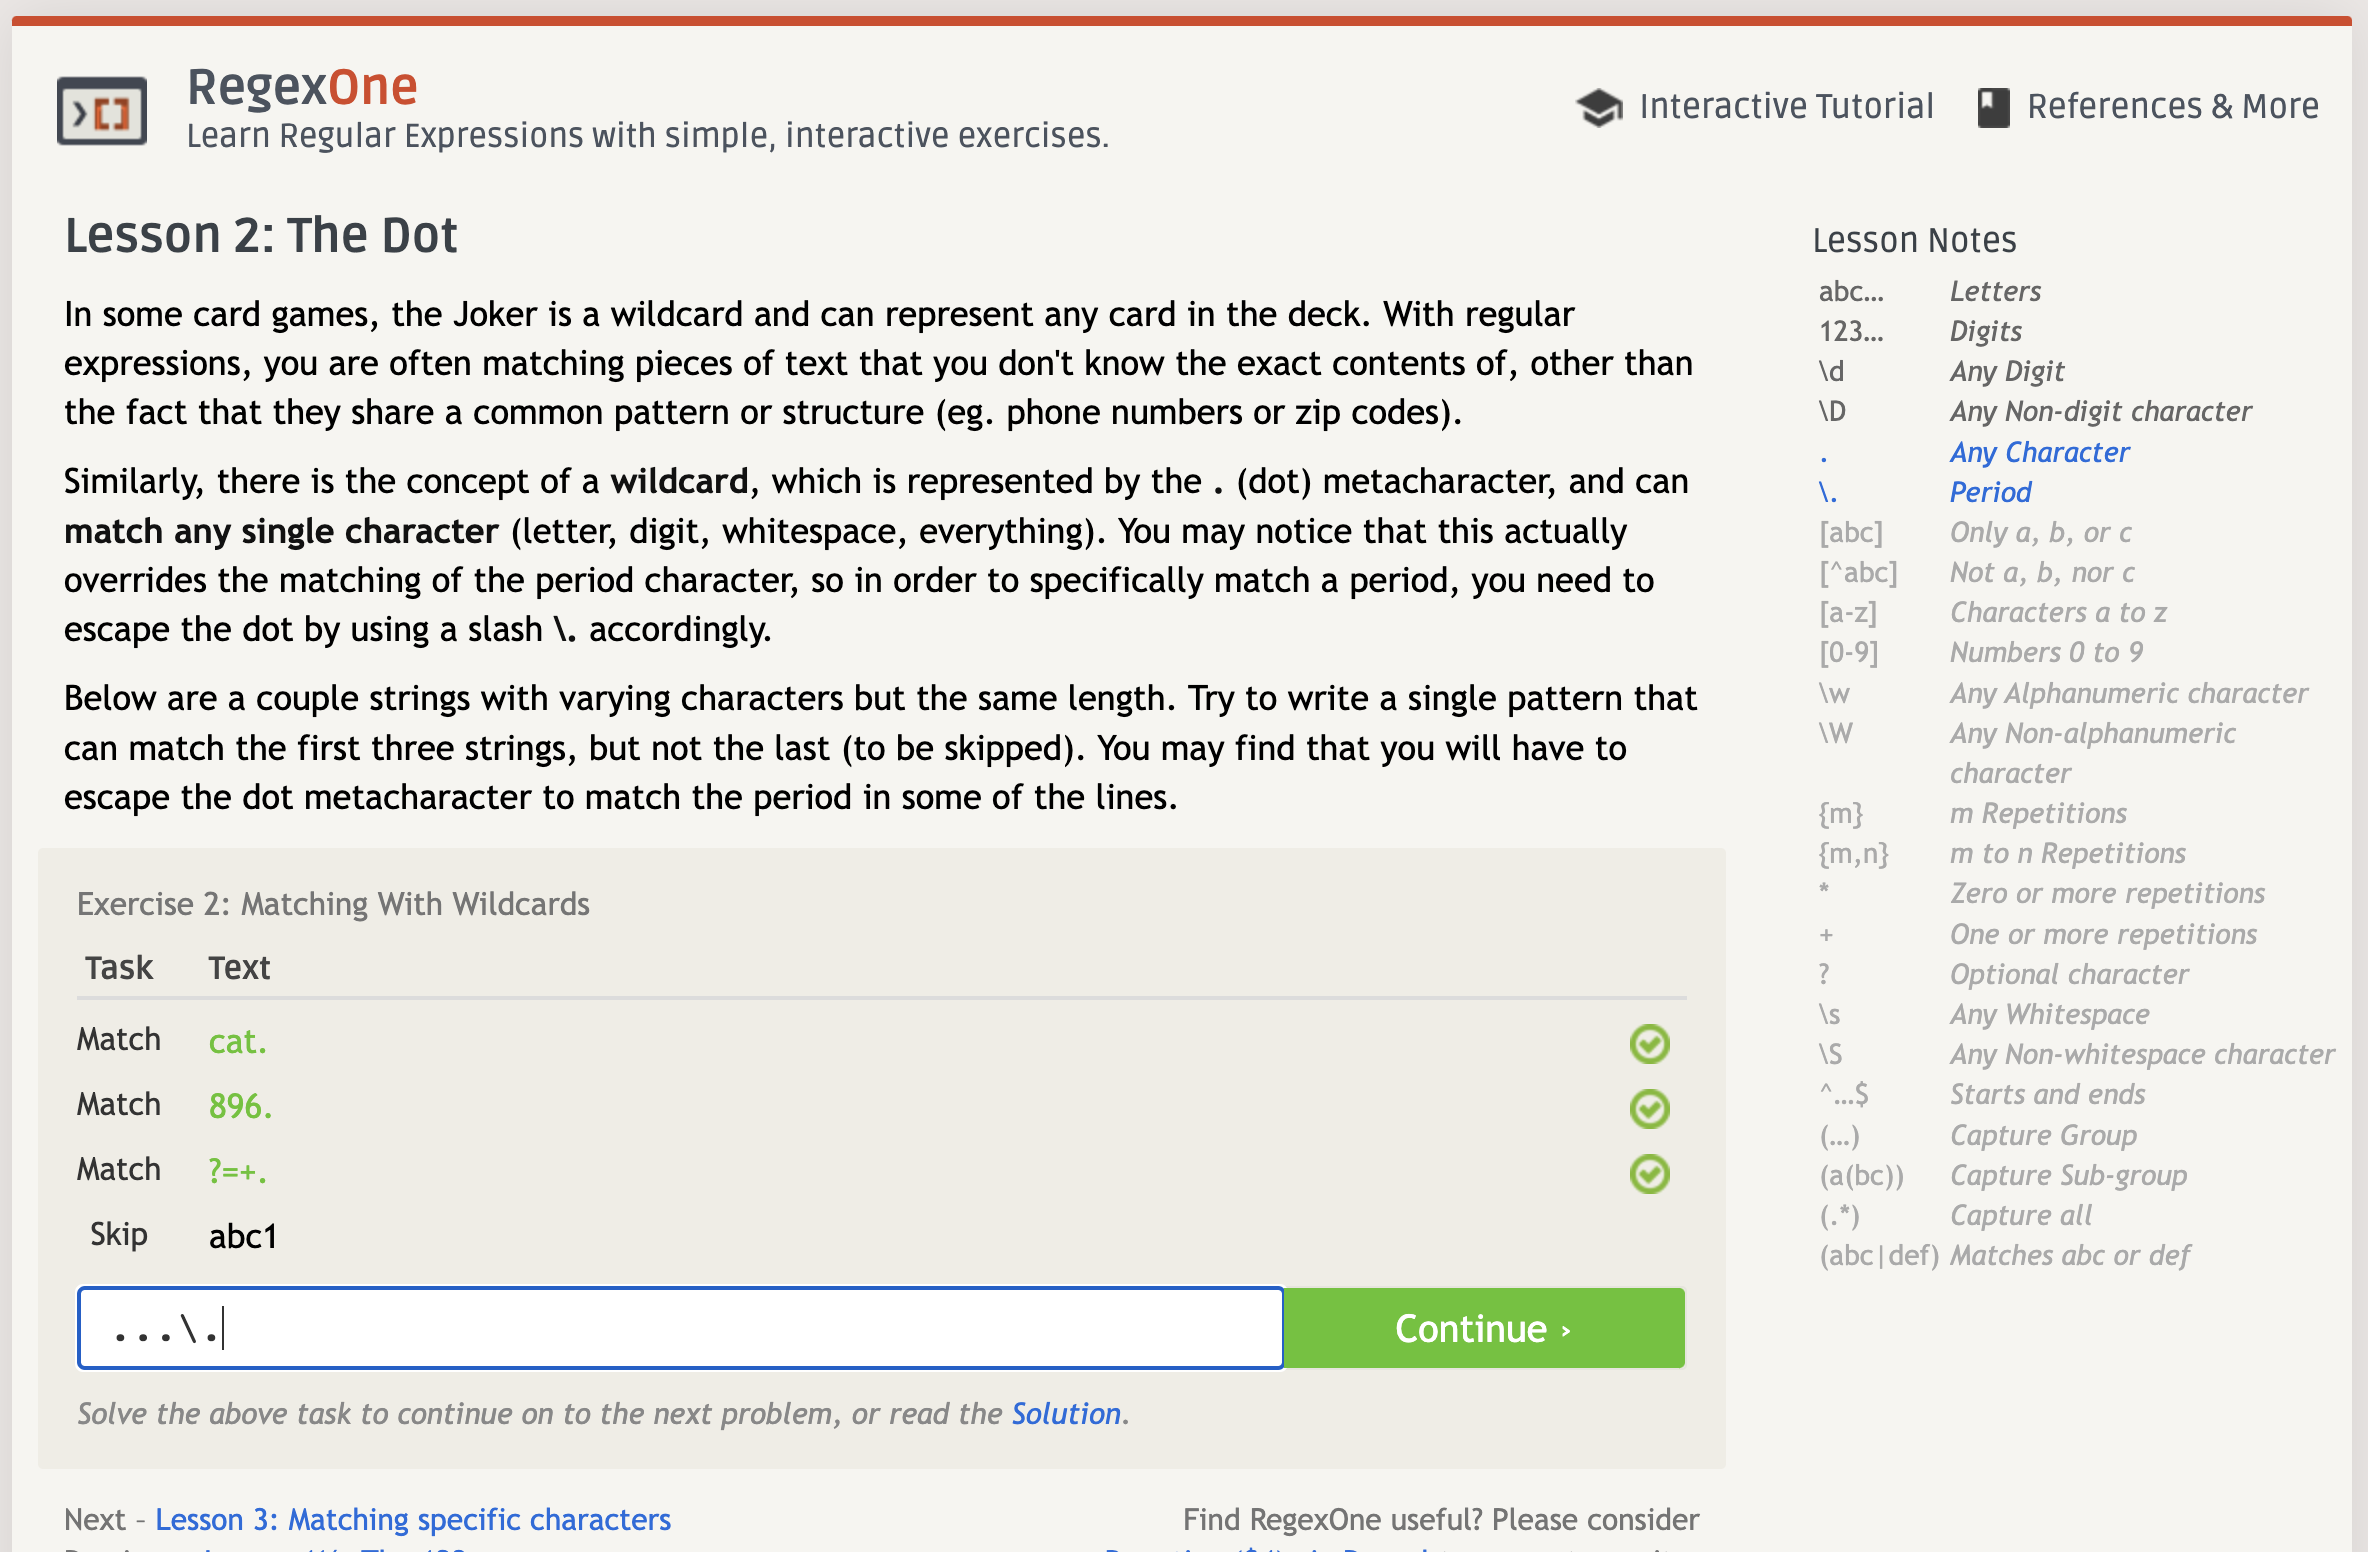 RegexOne
Learn Regular Expressions with simple, interactive exercises.
Interactive Tutorial
References & More
Lesson 2: The Dot
In some card games, the Joker is a wildcard and can represent any card in the deck. With regular
expressions, you are often matching pieces of text that you don't know the exact contents of, other than
the fact that they share a common pattern or structure (eg. phone numbers or zip codes).
Similarly, there is the concept of a wildcard, which is represented by the . (dot) metacharacter, and can
match any single character (letter, digit, whitespace, everything). You may notice that this actually
overrides the matching of the period character, so in order to specifically match a period, you need to
escape the dot by using a slash \. accordingly.
Below are a couple strings with varying characters but the same length. Try to write a single pattern that
can match the first three strings, but not the last (to be skipped). You may find that you will have to
escape the dot metacharacter to match the period in some of the lines.
Exercise 2: Matching With Wildcards
Task Text
Match cat.
Match 896.
Match ?=+.
Skip abc1
...\.
Continue ›
Solve the above task to continue on to the next problem, or read the Solution.
Next – Lesson 3: Matching specific characters
Find RegexOne useful? Please consider
Lesson Notes
abc… Letters
123… Digits
\d Any Digit
\D Any Non-digit character
. Any Character
\. Period
[abc] Only a, b, or c
[^abc] Not a, b, nor c
[a-z] Characters a to z
[0-9] Numbers 0 to 9
\w Any Alphanumeric character
\W Any Non-alphanumeric
character
{m} m Repetitions
{m,n} m to n Repetitions
* Zero or more repetitions
+ One or more repetitions
? Optional character
\s Any Whitespace
\S Any Non-whitespace character
^…$ Starts and ends
(…) Capture Group
(a(bc)) Capture Sub-group
(.*) Capture all
(abc|def) Matches abc or def